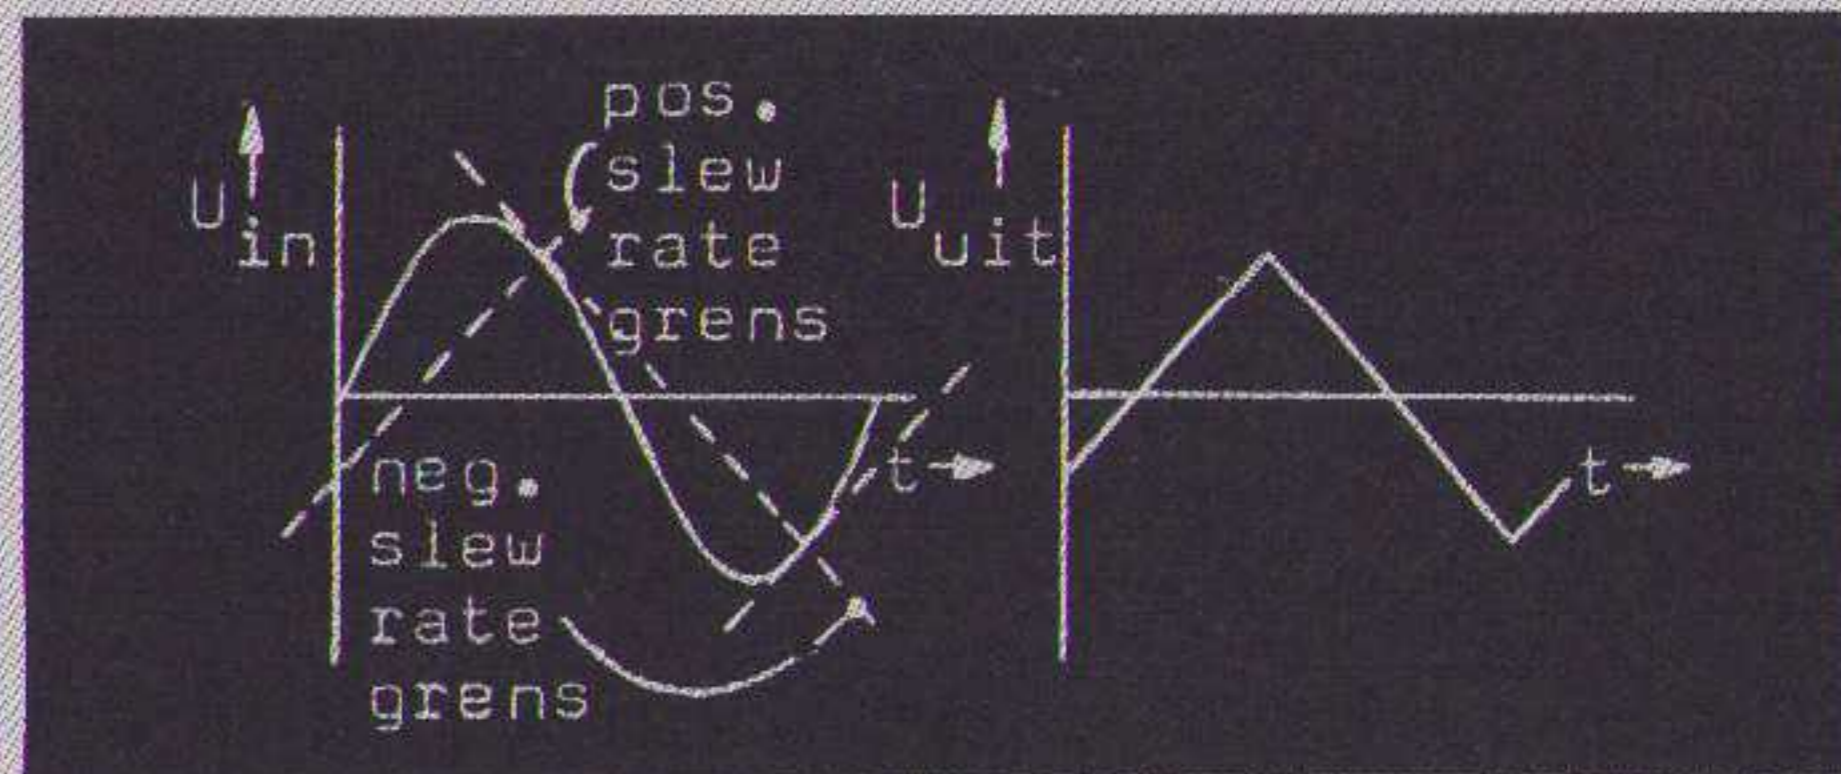 U in
pos.
slew
rate
grens
neg.
slew
rate
grens
t
U uit
t